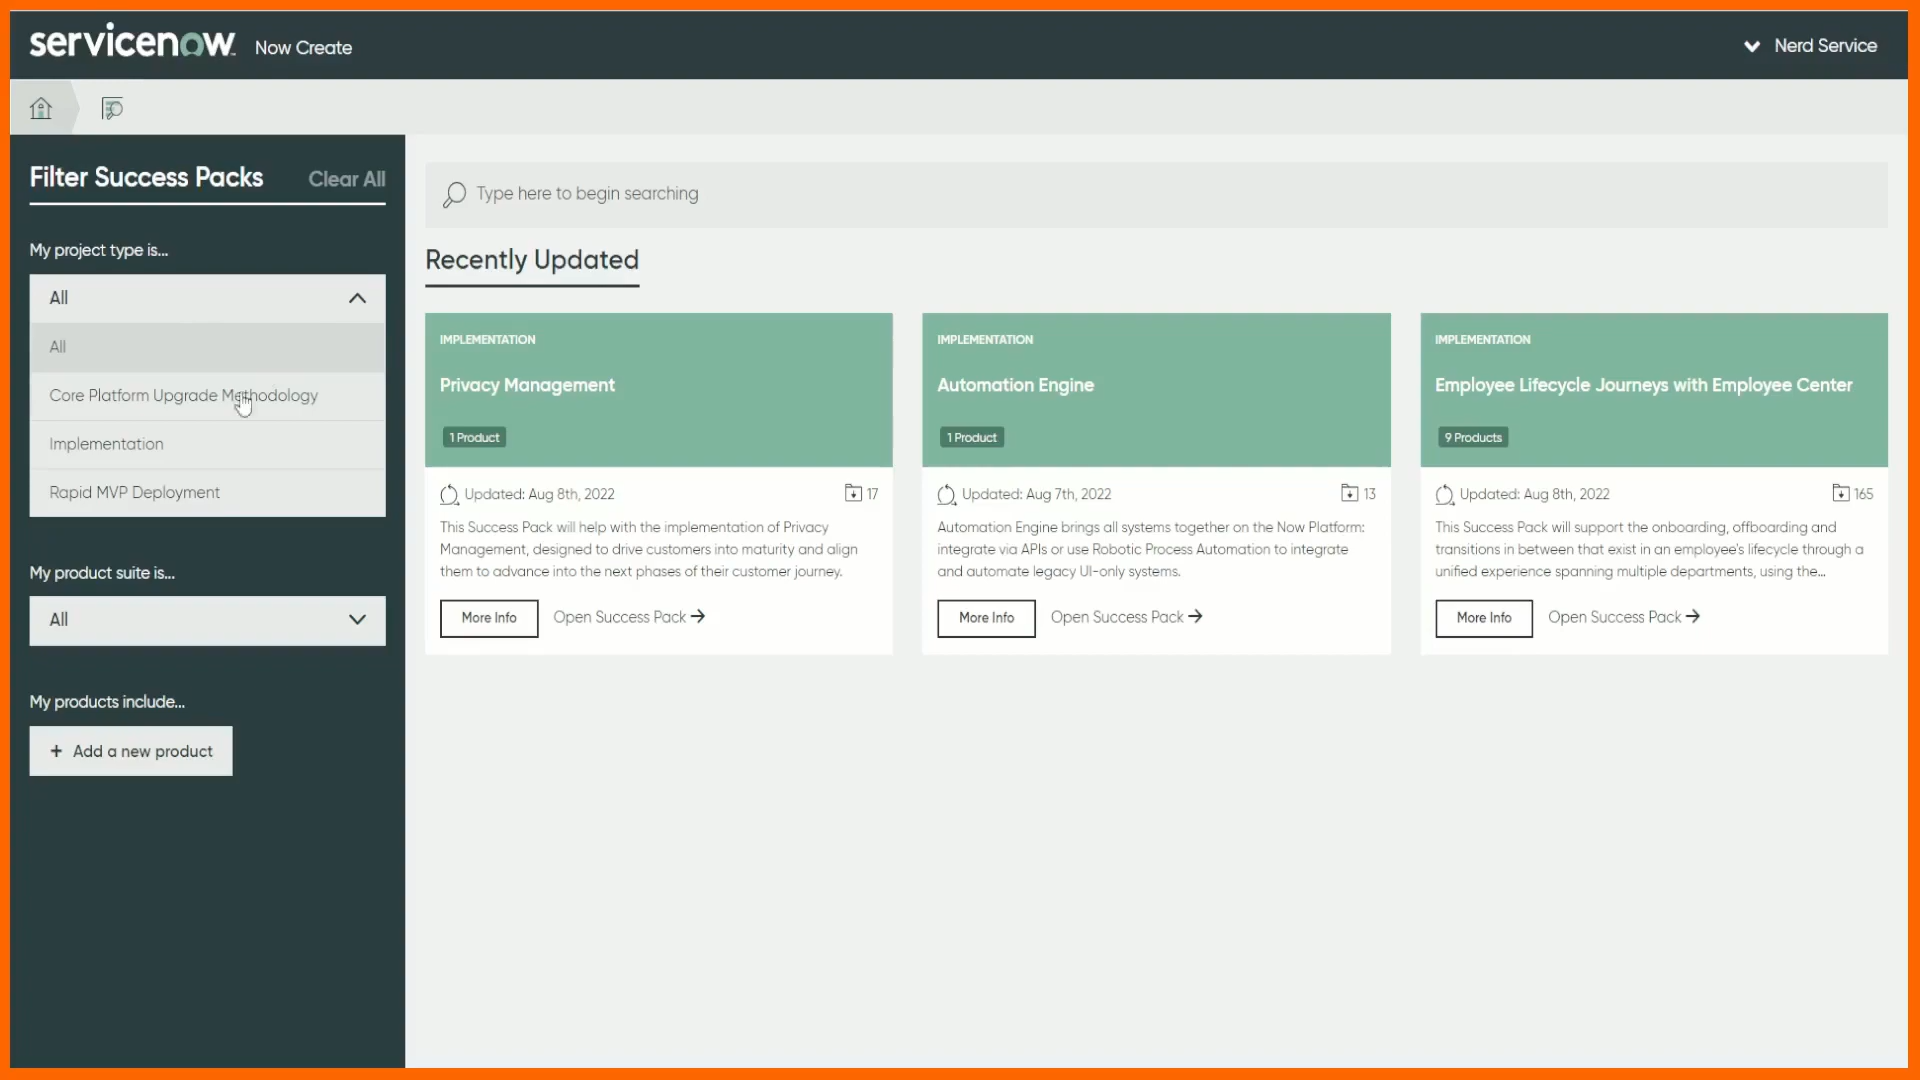 servicenow Now Create
Nerd Service
Filter Success Packs
Clear All
My project type is...
All
All
Core Platform Upgrade Methodology
Implementation
Rapid MVP Deployment
My product suite is...
All
My products include...
+ Add a new product
Type here to begin searching
Recently Updated
IMPLEMENTATION
Privacy Management
1 Product
Updated: Aug 8th, 2022
17
This Success Pack will help with the implementation of Privacy
Management, designed to drive customers into maturity and align
them to advance into the next phases of their customer journey.
More Info
Open Success Pack →
IMPLEMENTATION
Automation Engine
1 Product
Updated: Aug 7th, 2022
13
Automation Engine brings all systems together on the Now Platform:
integrate via APIs or use Robotic Process Automation to integrate
and automate legacy UI-only systems.
More Info
Open Success Pack →
IMPLEMENTATION
Employee Lifecycle Journeys with Employee Center
9 Products
Updated: Aug 8th, 2022
165
This Success Pack will support the onboarding, offboarding and
transitions in between that exist in an employee's lifecycle through a
unified experience spanning multiple departments, using the...
More Info
Open Success Pack →